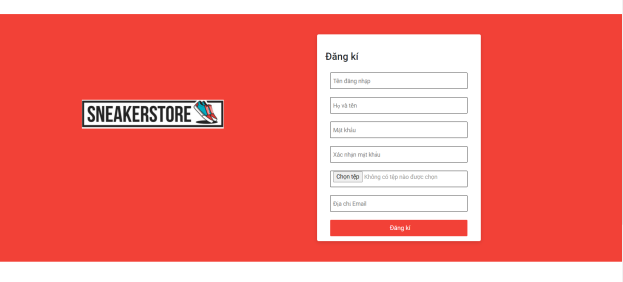 Đăng kí
SNEAKERSTORE
Tên đăng nhập
Họ và tên
Mật khẩu
Xác nhận mật khẩu
Chọn tệp Không có tệp nào được chọn
Địa chỉ Email
Đăng kí